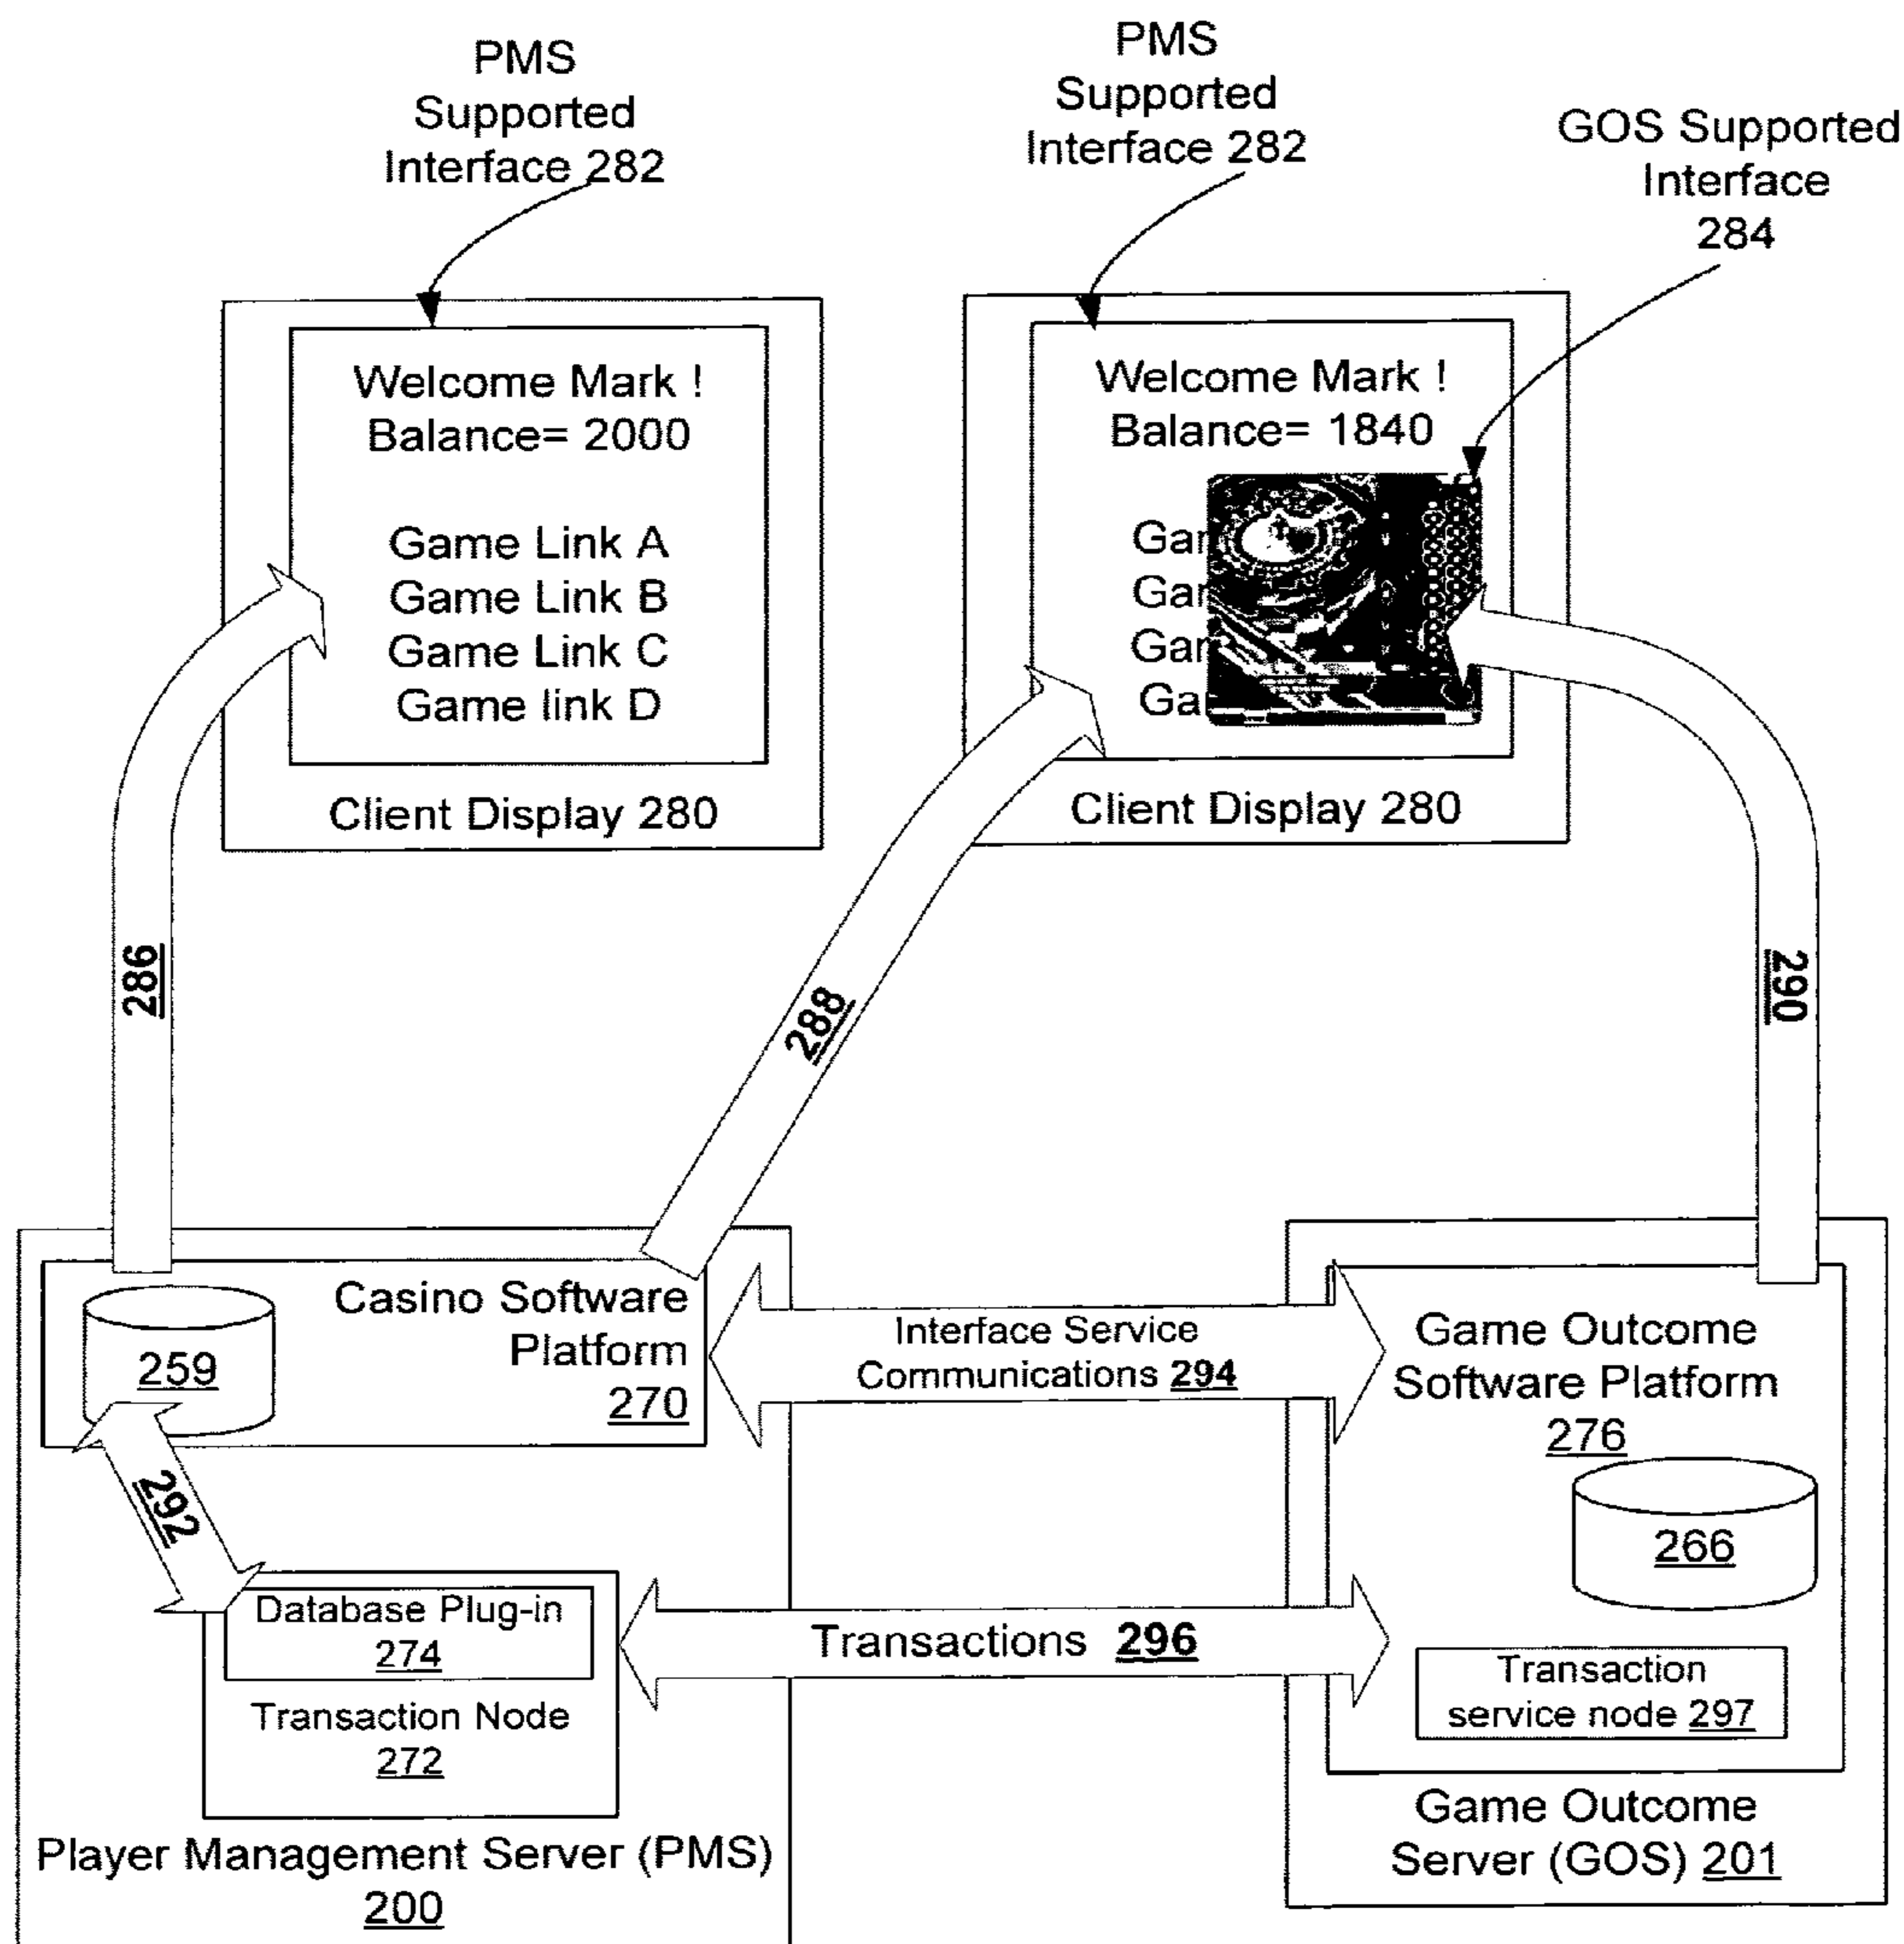 PMS
Supported
Interface 282
PMS
Supported
Interface 282
GOS Supported
Interface
284
Welcome Mark !
Balance= 2000
Game Link A
Game Link B
Game Link C
Game link D
Client Display 280
Welcome Mark !
Balance= 1840
Client Display 280
286
288
290
Casino Software
Platform
270
259
Interface Service
Communications 294
Game Outcome
Software Platform
276
266
292
Database Plug-in
274
Transaction Node
272
Transactions 296
Transaction
service node 297
Player Management Server (PMS)
200
Game Outcome
Server (GOS) 201